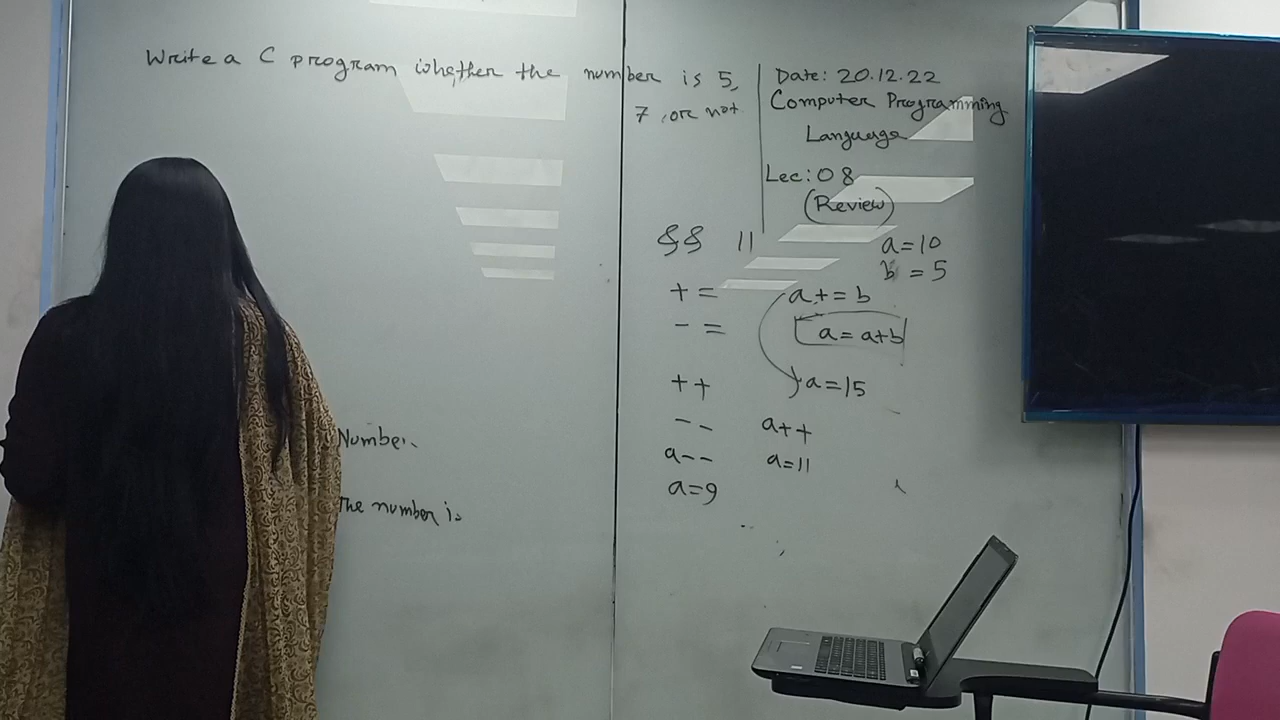 Write a C program whether the number is 5,
7, or not
Date: 20.12.22
Computer Programming
Language
Lec: 08
(Review)
&& ||
a=10
b = 5
+ =
a+=b
- =
a= a+b
++
a=15
--
a++
a--
a=11
a=9
Number.
The number is